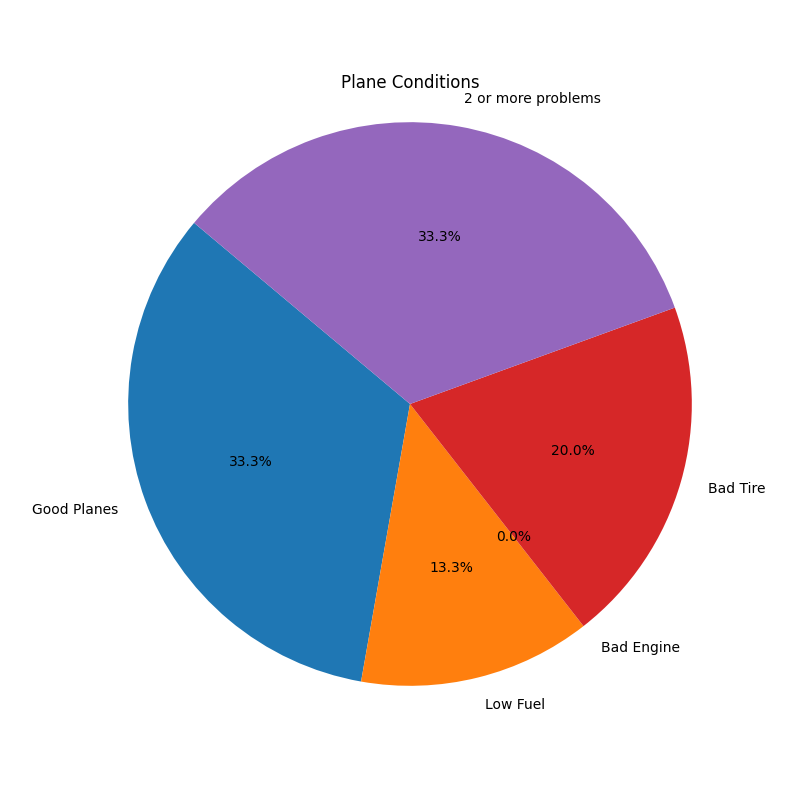 Plane Conditions
2 or more problems
33.3%
33.3%
20.0%
Bad Tire
Good Planes
0.0%
13.3%
Bad Engine
Low Fuel